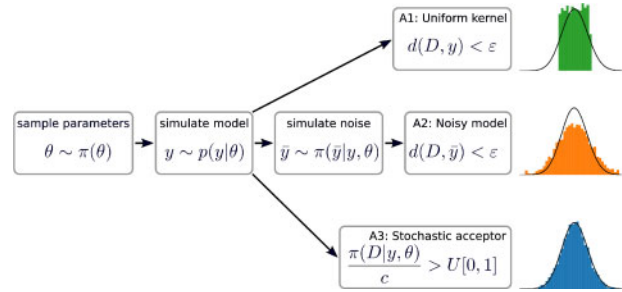 A1: Uniform kernel
d(D, y) < ε
sample parameters
θ ∼ π(θ)
simulate model
y ∼ p(y|θ)
simulate noise
ȳ ∼ π(ȳ|y, θ)
A2: Noisy model
d(D, ȳ) < ε
A3: Stochastic acceptor
π(D|y, θ)
c
> U[0, 1]